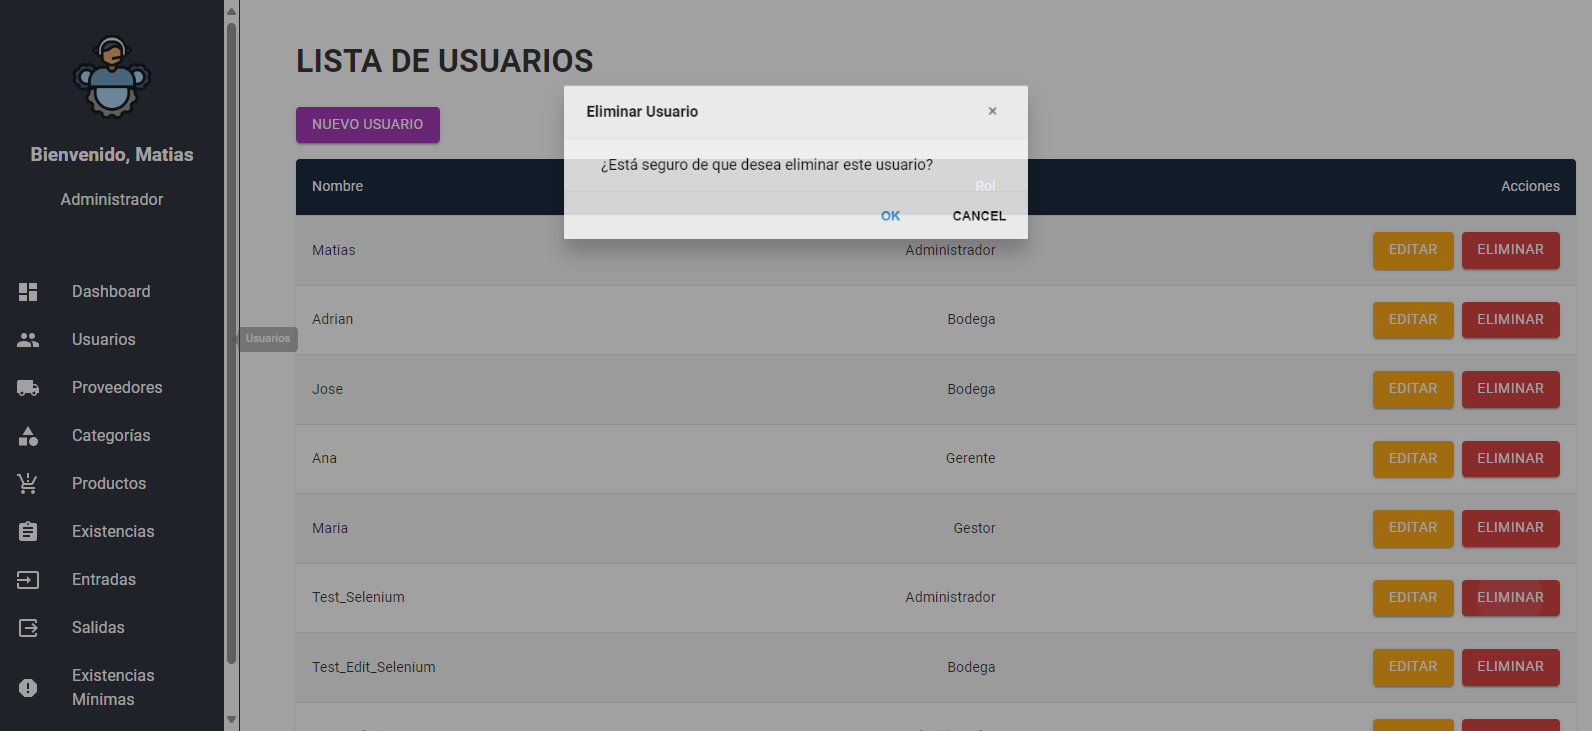 Bienvenido, Matias
Administrador
Dashboard
Usuarios
Proveedores
Categorías
Productos
Existencias
Entradas
Salidas
Existencias
Mínimas
Usuarios
LISTA DE USUARIOS
NUEVO USUARIO
Eliminar Usuario ×
¿Está seguro de que desea eliminar este usuario?
OK CANCEL
Nombre Rol Acciones
Matias Administrador EDITAR ELIMINAR
Adrian Bodega EDITAR ELIMINAR
Jose Bodega EDITAR ELIMINAR
Ana Gerente EDITAR ELIMINAR
Maria Gestor EDITAR ELIMINAR
Test_Selenium Administrador EDITAR ELIMINAR
Test_Edit_Selenium Bodega EDITAR ELIMINAR